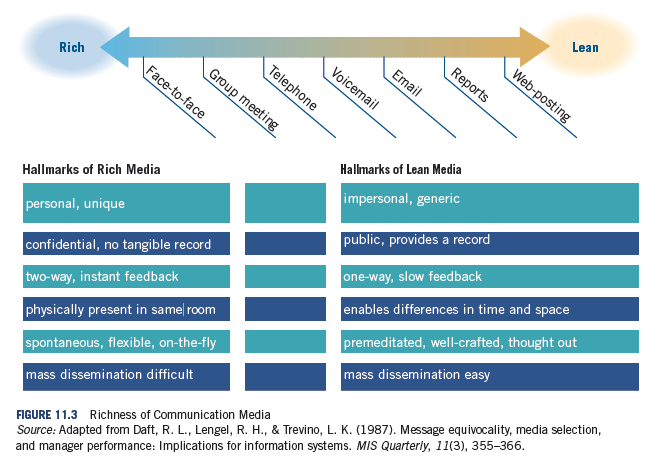 Rich
Lean
Face-to-face
Group meeting
Telephone
Voicemail
Email
Reports
Web-posting
Hallmarks of Rich Media
Hallmarks of Lean Media
personal, unique
impersonal, generic
confidential, no tangible record
public, provides a record
two-way, instant feedback
one-way, slow feedback
physically present in same room
enables differences in time and space
spontaneous, flexible, on-the-fly
premeditated, well-crafted, thought out
mass dissemination difficult
mass dissemination easy
FIGURE 11.3 Richness of Communication Media
Source: Adapted from Daft, R. L., Lengel, R. H., & Trevino, L. K. (1987). Message equivocality, media selection,
and manager performance: Implications for information systems. MIS Quarterly, 11(3), 355–366.